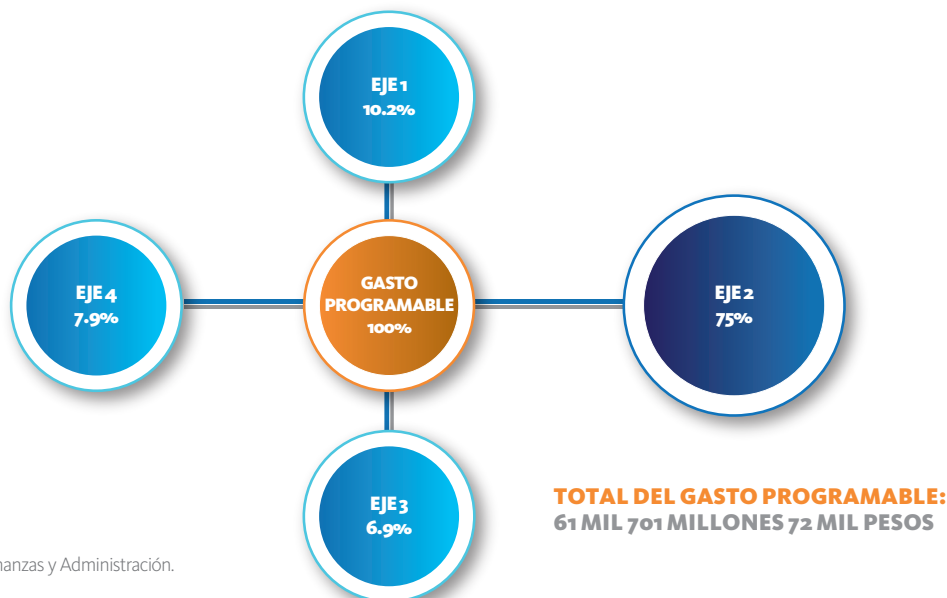 EJE 1
10.2%
EJE 4
7.9%
GASTO
PROGRAMABLE
100%
EJE 2
75%
EJE 3
6.9%
TOTAL DEL GASTO PROGRAMABLE:
61 MIL 701 MILLONES 72 MIL PESOS
y Administración.